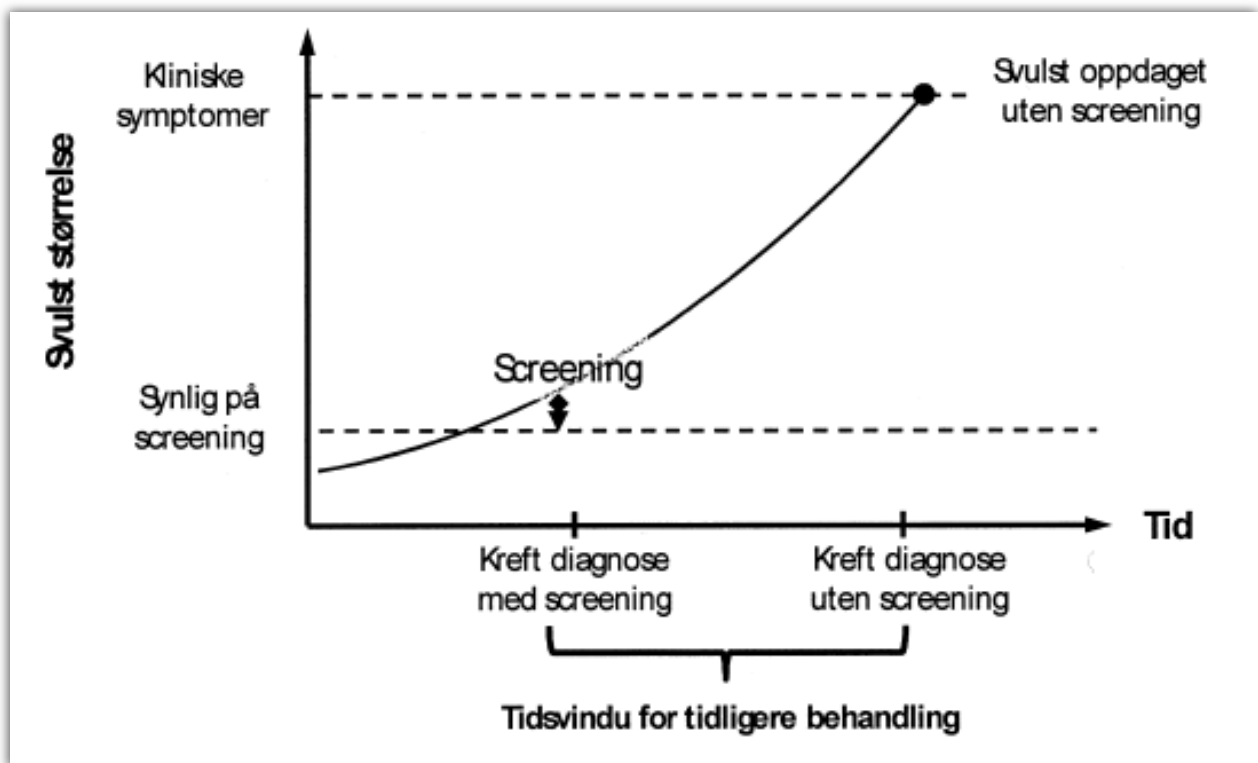 Kliniske
symptomer
Svulst oppdaget
uten screening
Svulst størrelse
Screening
Synlig på
screening
Tid
Kreft diagnose
med screening
Kreft diagnose
uten screening
Tidsvindu for tidligere behandling